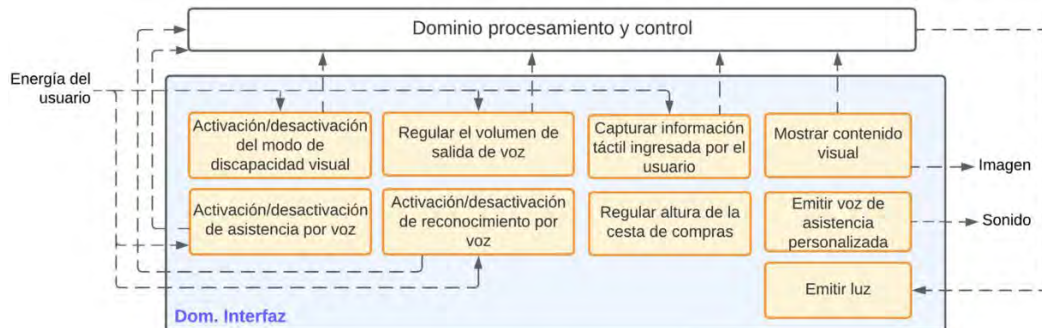 Dominio procesamiento y control
Energía del
usuario
Activación/desactivación
del modo de
discapacidad visual
Regular el volumen de
salida de voz
Capturar información
táctil ingresada por el
usuario
Mostrar contenido
visual
Imagen
Activación/desactivación
de asistencia por voz
Activación/desactivación
de reconocimiento por
voz
Regular altura de la
cesta de compras
Emitir voz de
asistencia
personalizada
Sonido
Emitir luz
Dom. Interfaz